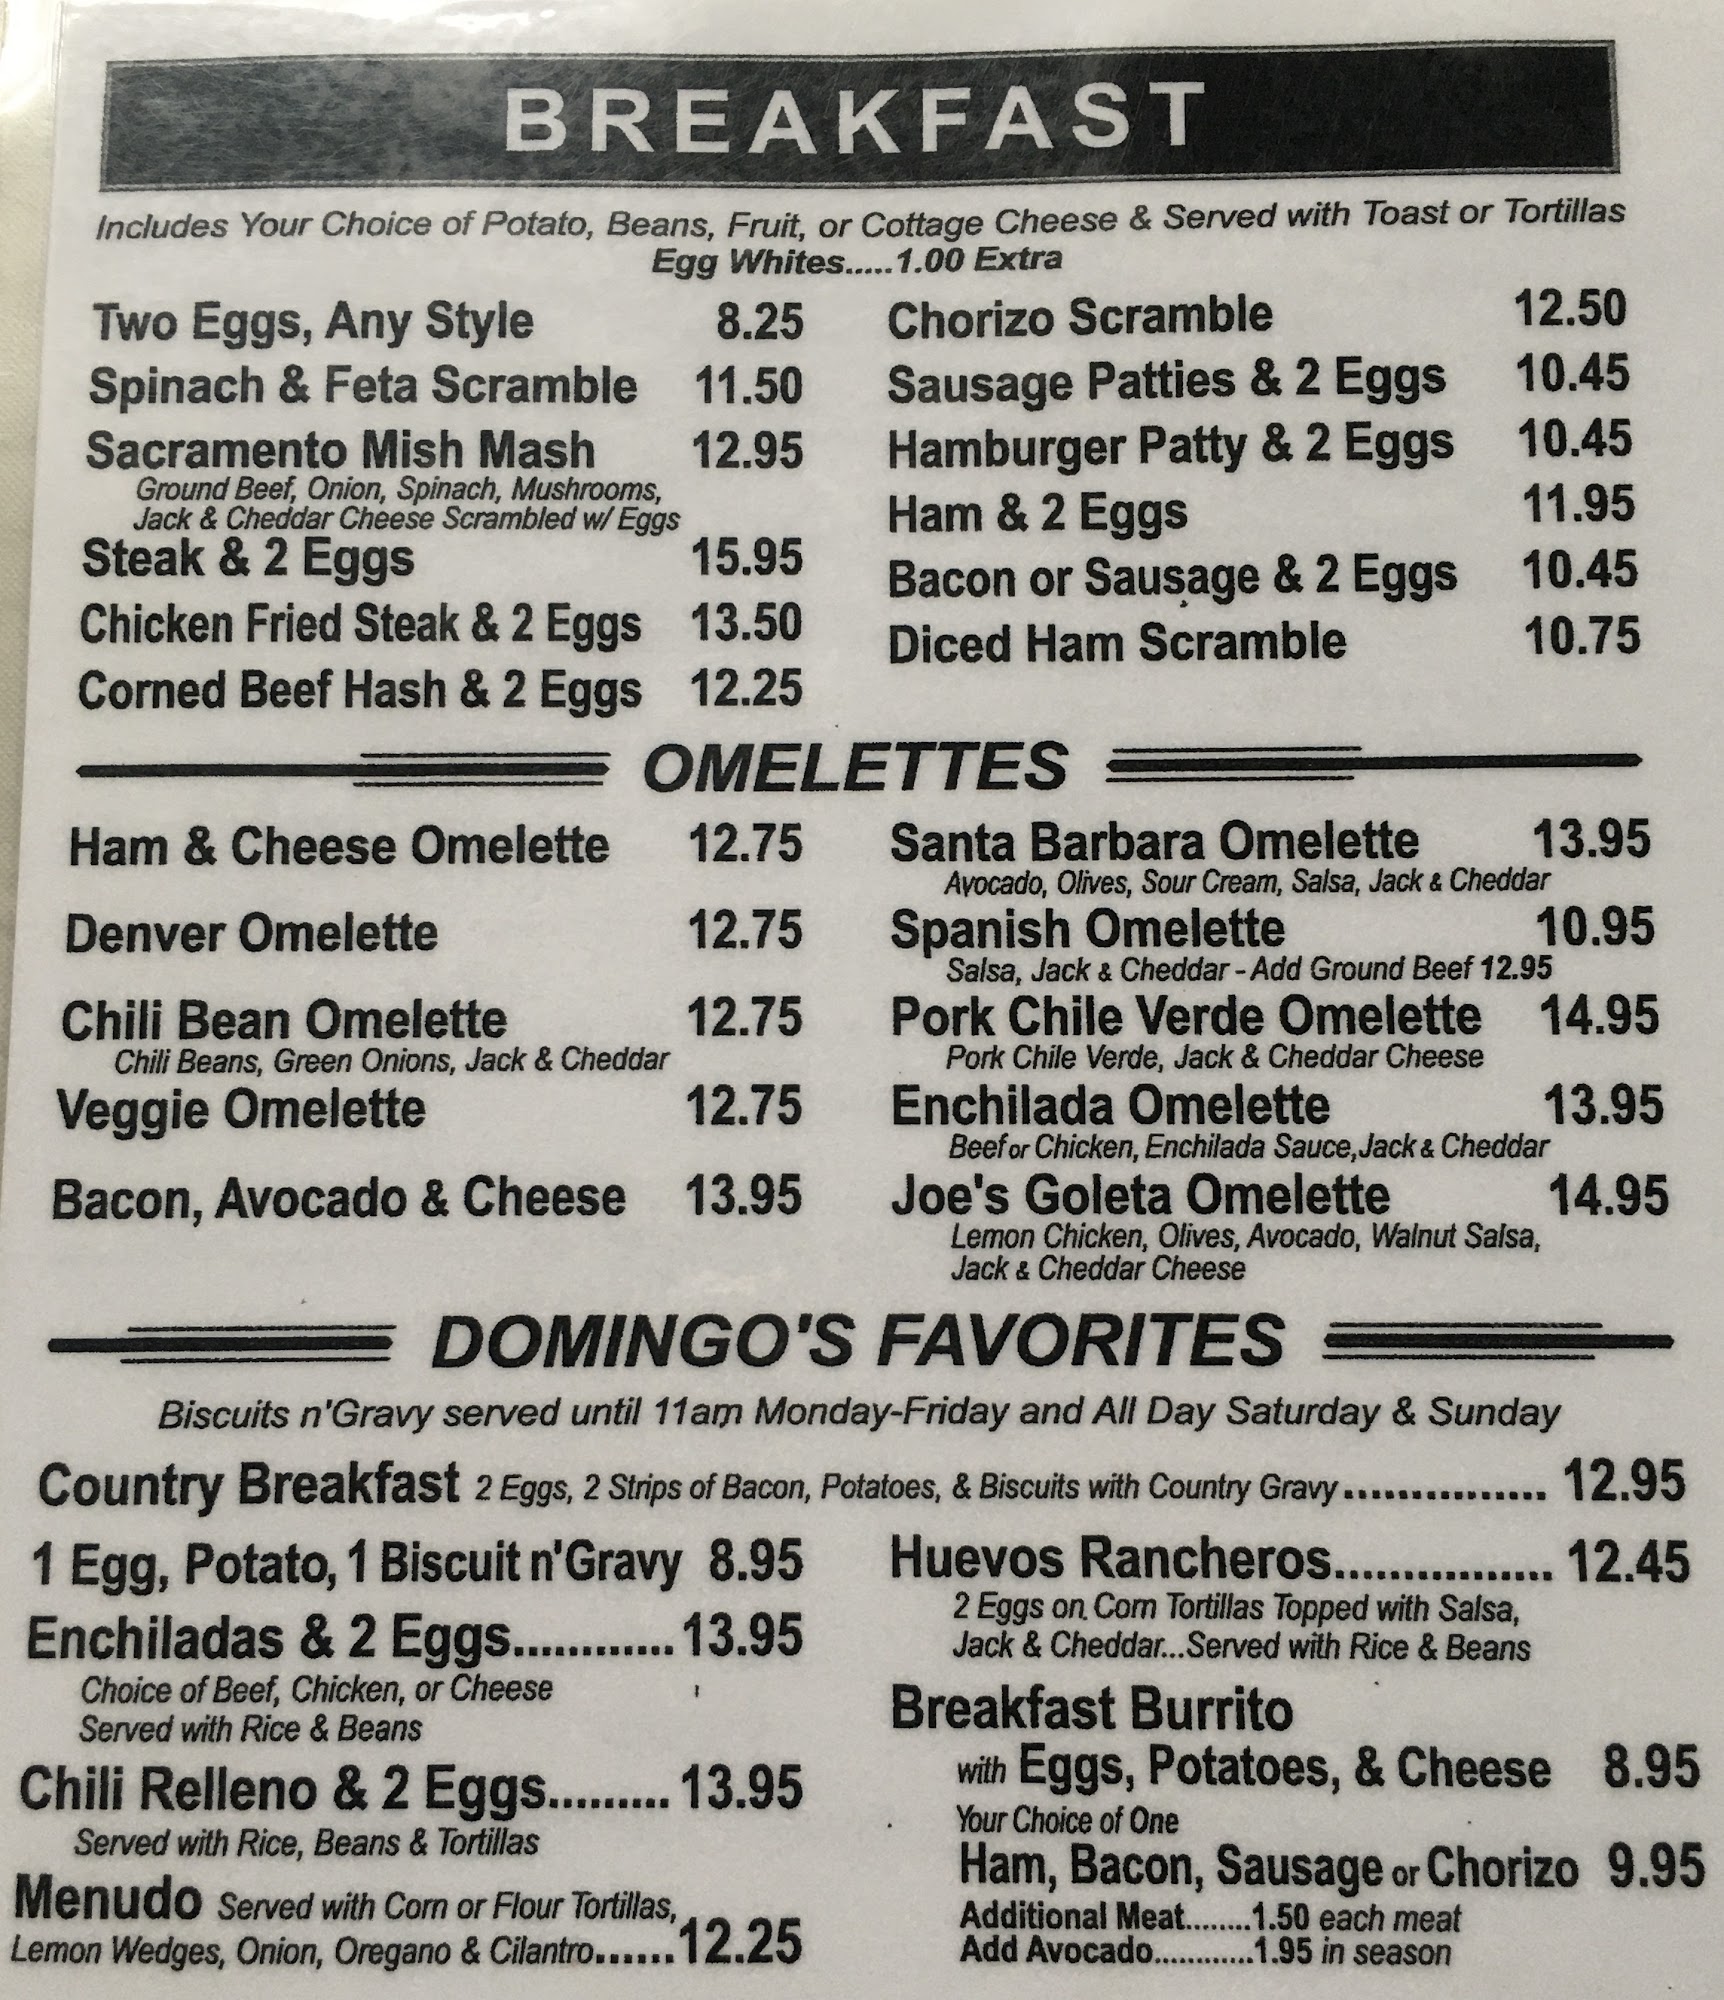 BREAKFAST
Includes Your Choice of Potato, Beans, Fruit, or Cottage Cheese & Served with Toast or Tortillas
Egg Whites.....1.00 Extra
Two Eggs, Any Style 8.25
Spinach & Feta Scramble 11.50
Sacramento Mish Mash 12.95
Ground Beef, Onion, Spinach, Mushrooms,
Jack & Cheddar Cheese Scrambled w/ Eggs
Steak & 2 Eggs 15.95
Chicken Fried Steak & 2 Eggs 13.50
Corned Beef Hash & 2 Eggs 12.25
Chorizo Scramble 12.50
Sausage Patties & 2 Eggs 10.45
Hamburger Patty & 2 Eggs 10.45
Ham & 2 Eggs 11.95
Bacon or Sausage & 2 Eggs 10.45
Diced Ham Scramble 10.75
OMELETTES
Ham & Cheese Omelette 12.75
Denver Omelette 12.75
Chili Bean Omelette 12.75
Chili Beans, Green Onions, Jack & Cheddar
Veggie Omelette 12.75
Bacon, Avocado & Cheese 13.95
Santa Barbara Omelette 13.95
Avocado, Olives, Sour Cream, Salsa, Jack & Cheddar
Spanish Omelette 10.95
Salsa, Jack & Cheddar - Add Ground Beef 12.95
Pork Chile Verde Omelette 14.95
Pork Chile Verde, Jack & Cheddar Cheese
Enchilada Omelette 13.95
Beef or Chicken, Enchilada Sauce, Jack & Cheddar
Joe's Goleta Omelette 14.95
Lemon Chicken, Olives, Avocado, Walnut Salsa,
Jack & Cheddar Cheese
DOMINGO'S FAVORITES
Biscuits n'Gravy served until 11am Monday-Friday and All Day Saturday & Sunday
Country Breakfast 2 Eggs, 2 Strips of Bacon, Potatoes, & Biscuits with Country Gravy............... 12.95
1 Egg, Potato, 1 Biscuit n'Gravy 8.95
Enchiladas & 2 Eggs............ 13.95
Choice of Beef, Chicken, or Cheese
Served with Rice & Beans
Chili Relleno & 2 Eggs......... 13.95
Served with Rice, Beans & Tortillas
Menudo Served with Corn or Flour Tortillas,
Lemon Wedges, Onion, Oregano & Cilantro......12.25
Huevos Rancheros................ 12.45
2 Eggs on Corn Tortillas Topped with Salsa,
Jack & Cheddar...Served with Rice & Beans
Breakfast Burrito
with Eggs, Potatoes, & Cheese 8.95
Your Choice of One
Ham, Bacon, Sausage or Chorizo 9.95
Additional Meat........1.50 each meat
Add Avocado............1.95 in season